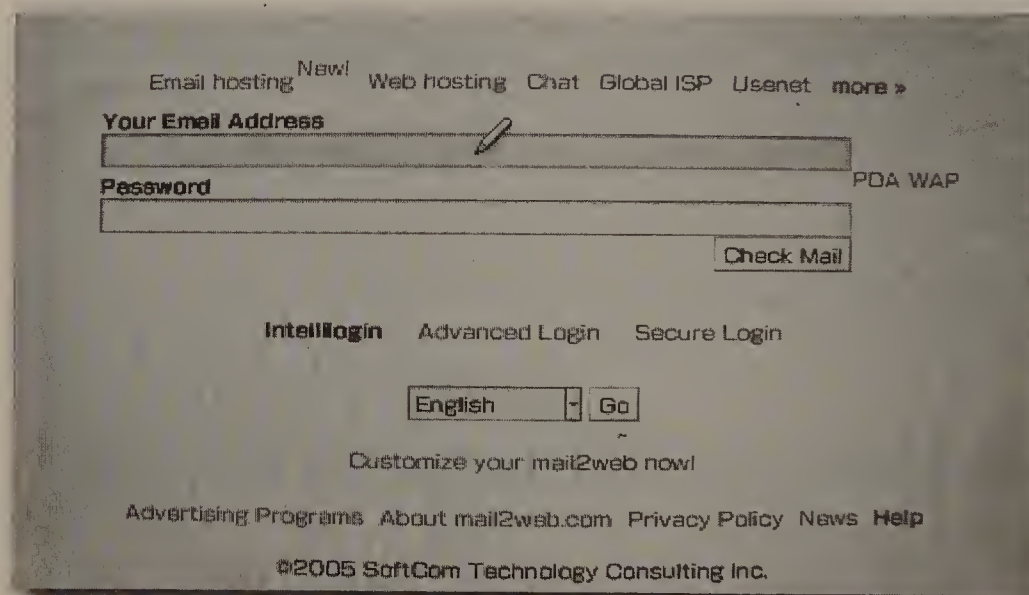 Email hosting New! Web hosting Chat Global ISP Usenet more »
Your Email Address
PDA WAP
Password
Check Mail
Intellilogin Advanced Login Secure Login
English Go
Customize your mail2web now!
Advertising Programs About mail2web.com Privacy Policy News Help
©2005 SoftCom Technology Consulting Inc.